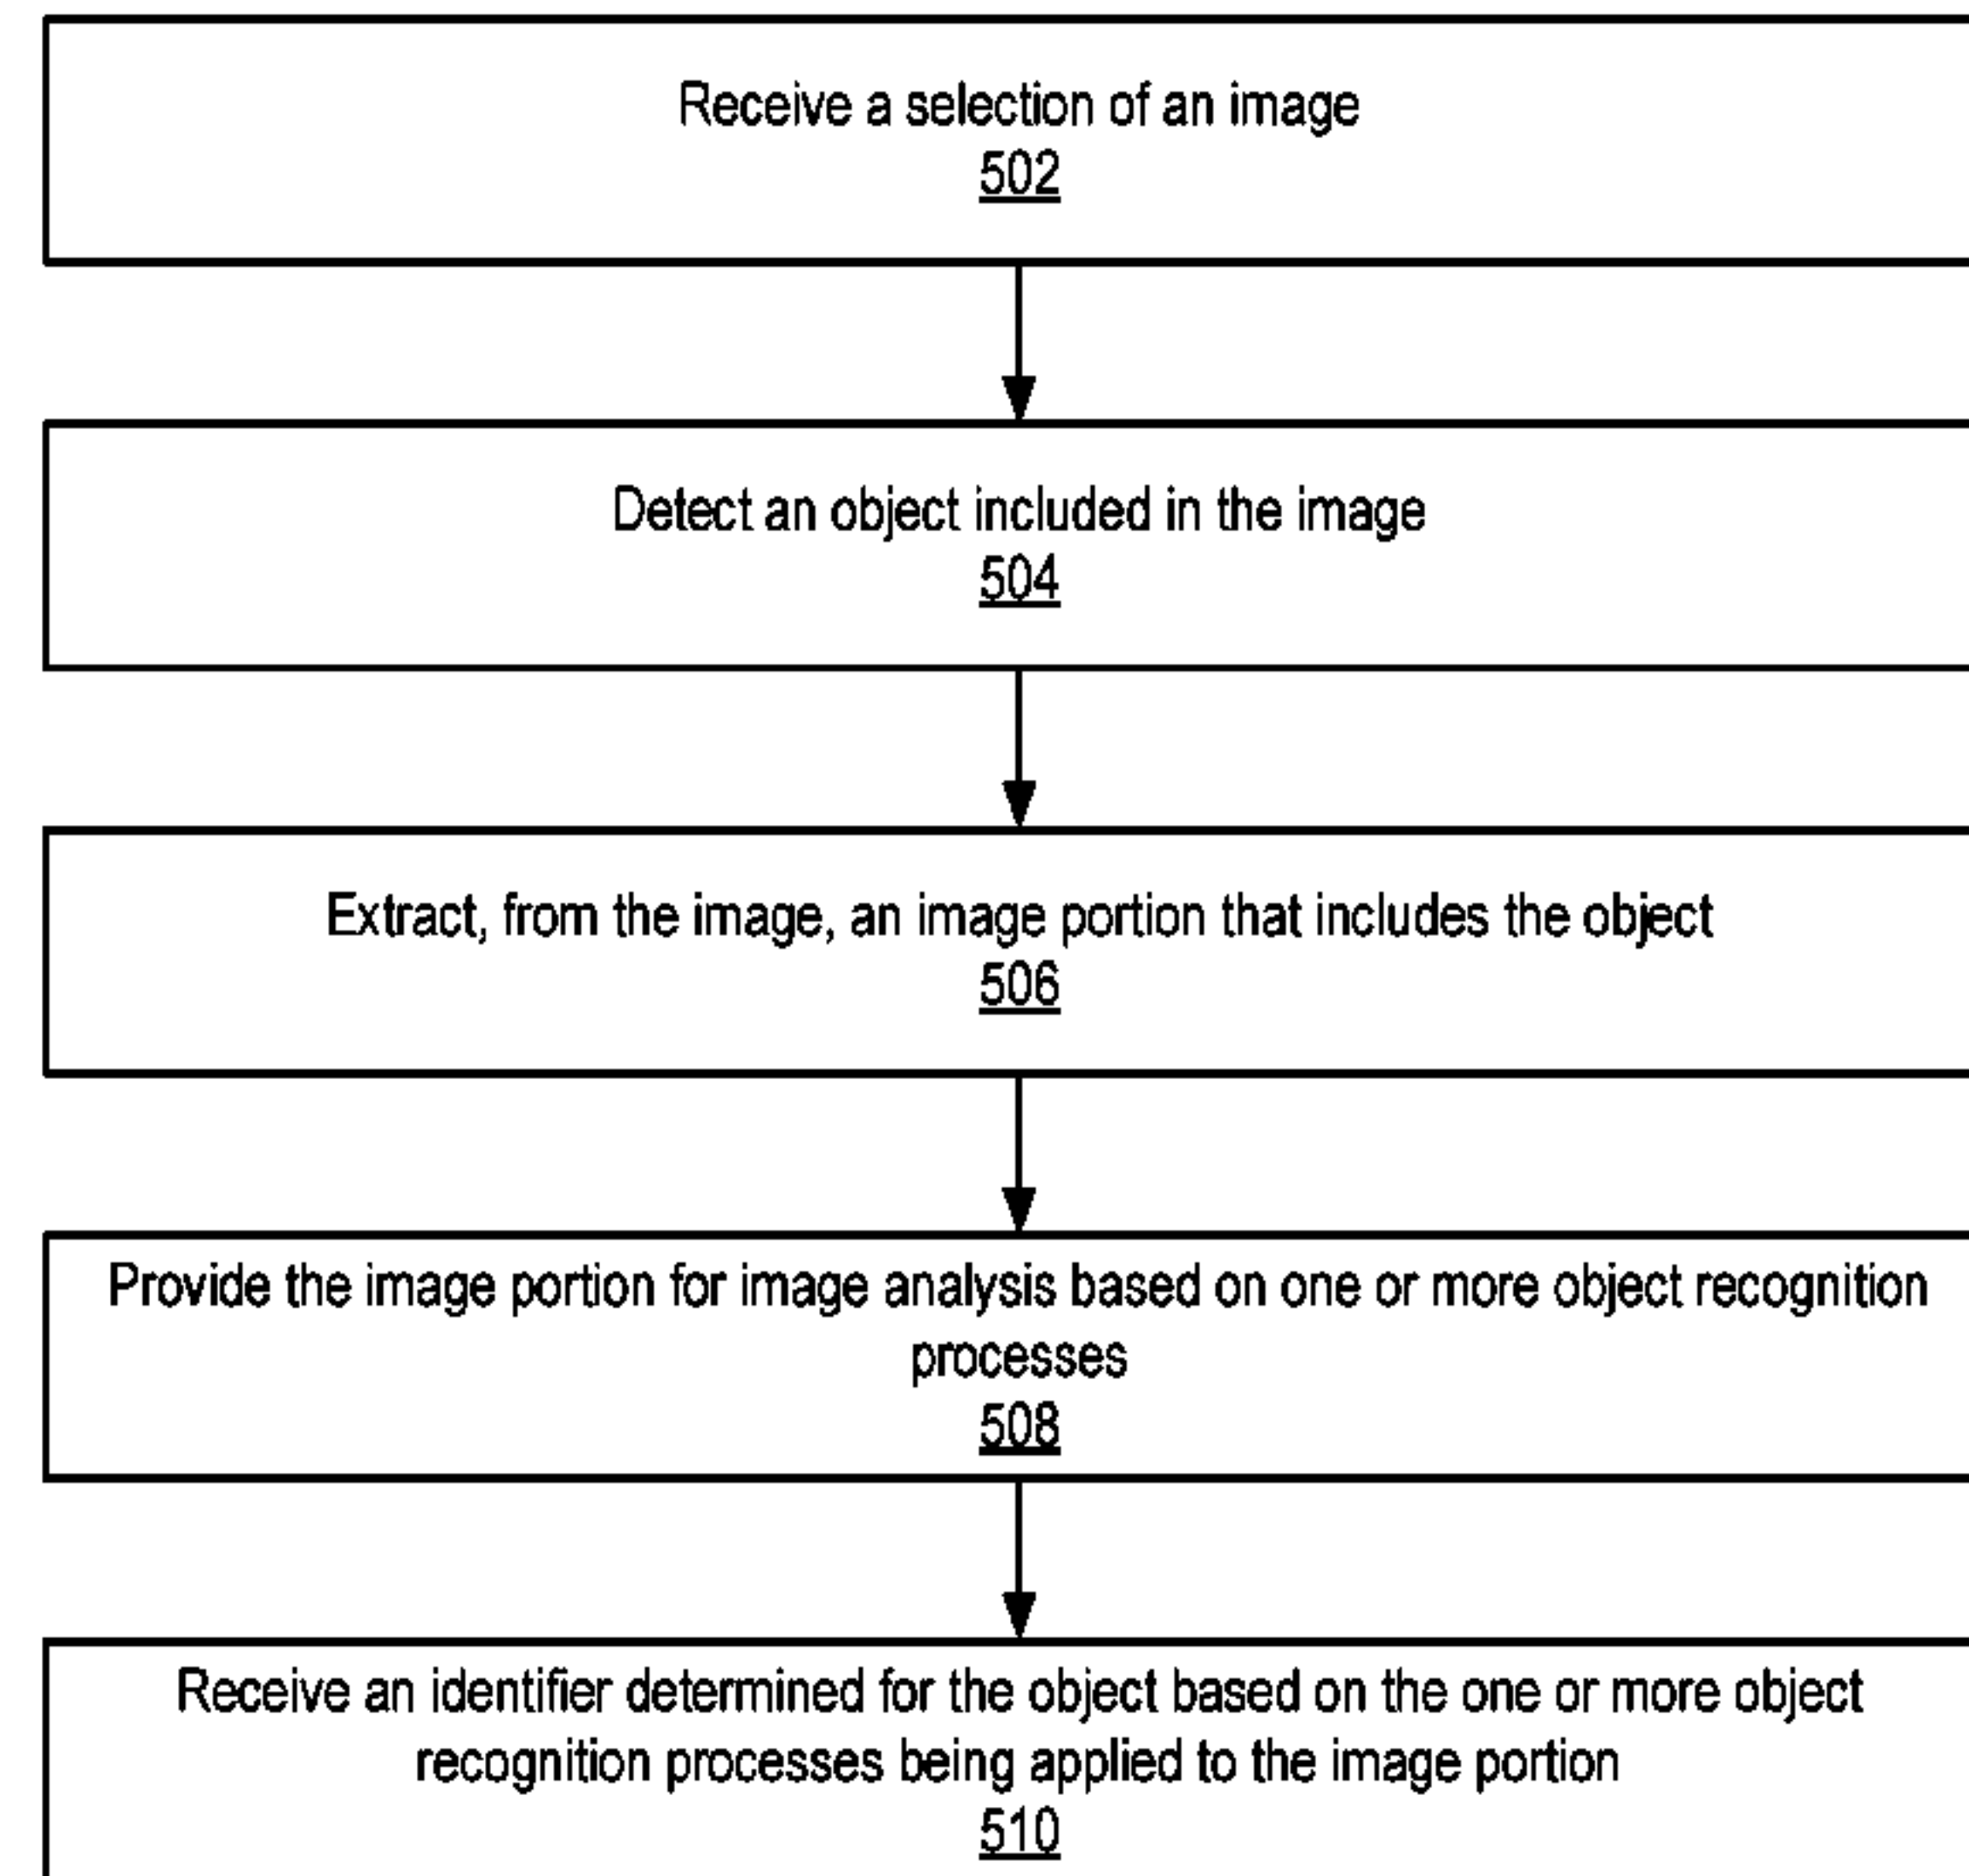 Receive a selection of an image
502
Detect an object included in the image
504
Extract, from the image, an image portion that includes the object
506
Provide the image portion for image analysis based on one or more object recognition
processes
508
Receive an identifier determined for the object based on the one or more object
recognition processes being applied to the image portion
510